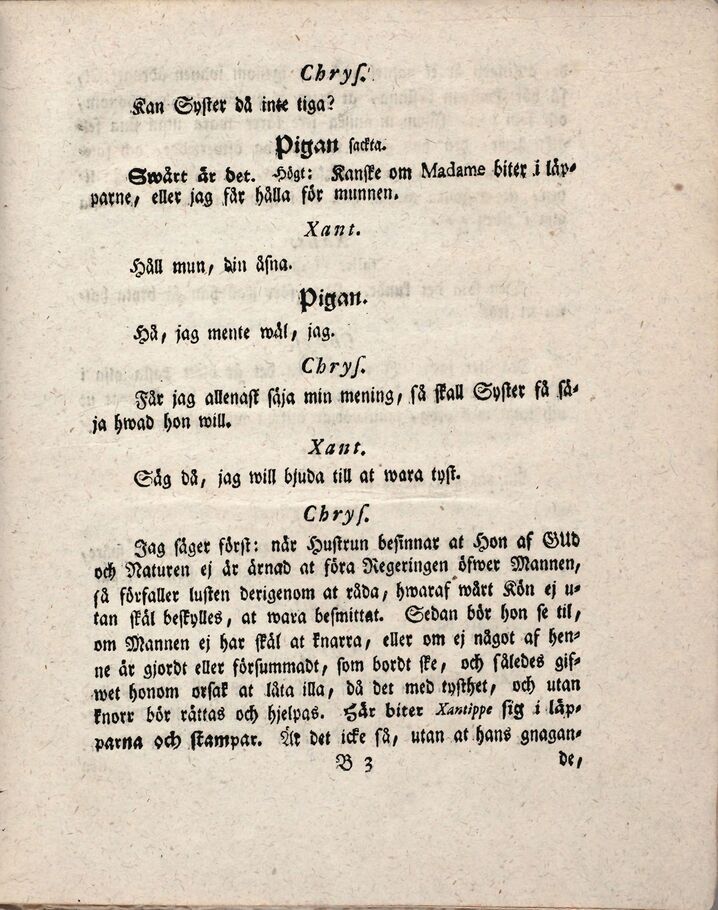 Chrys.
Kan Syster då inte tiga?
Pigan sackta.
Swårt är det. Högt: Kanske om Madame biter i läp-
parne, eller jag får hålla för munnen.
Xant.
Håll mun, din åsna.
Pigan.
Hå, jag mente wäl, jag.
Chrys.
Får jag allenast säja min mening, så skall Syster få sä-
ja hwad hon will.
Xant.
Säg då, jag will bjuda till at wara tyst.
Chrys.
Jag säger först: när Hustrun besinnar at Hon af GUd
och Naturen ej är ärnad at föra Regeringen öfwer Mannen,
så förfaller lusten derigenom at råda, hwaraf wårt Kön ej u-
tan skäl beskylles, at wara besmittat. Sedan bör hon se til,
om Mannen ej har skäl at knarra, eller om ej något af hen-
ne är gjordt eller försummadt, som bordt ske, och således gif-
wet honom orsak at låta illa, då det med tysthet, och utan
knorr bör rättas och hjelpas. Här biter Xantippe sig i läp-
parna och stampar. Är det icke så, utan at hans gnagan-
B 3
de,